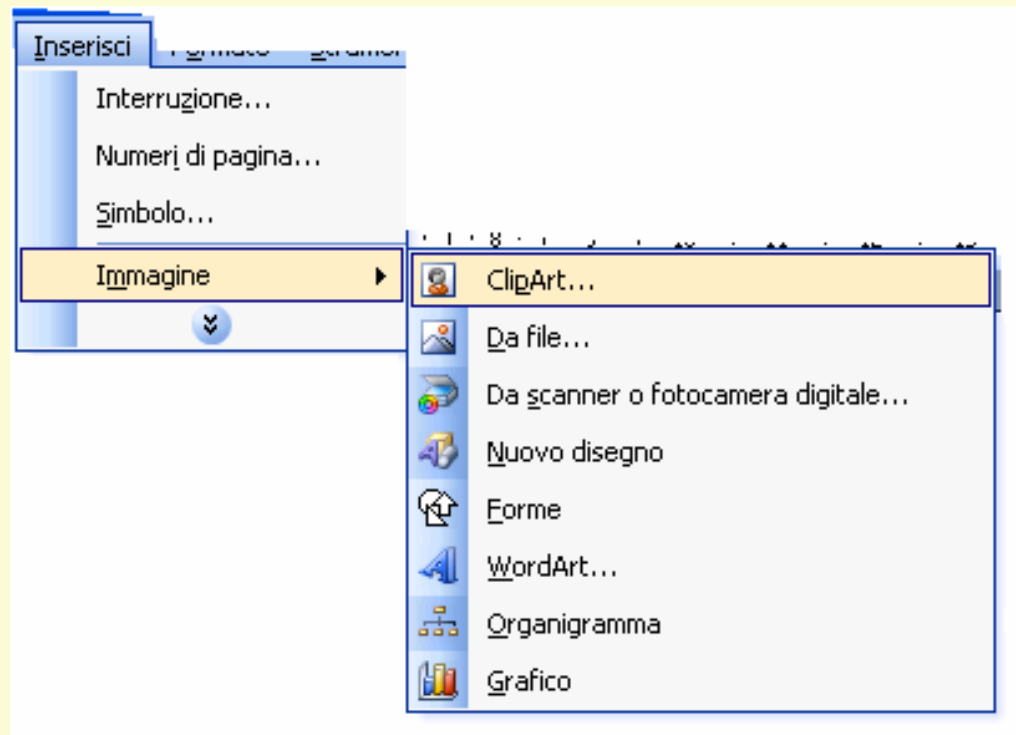 Inserisci
Interruzione...
Numeri di pagina...
Simbolo...
Immagine
ClipArt...
Da file...
Da scanner o fotocamera digitale...
Nuovo disegno
Forme
WordArt...
Organigramma
Grafico